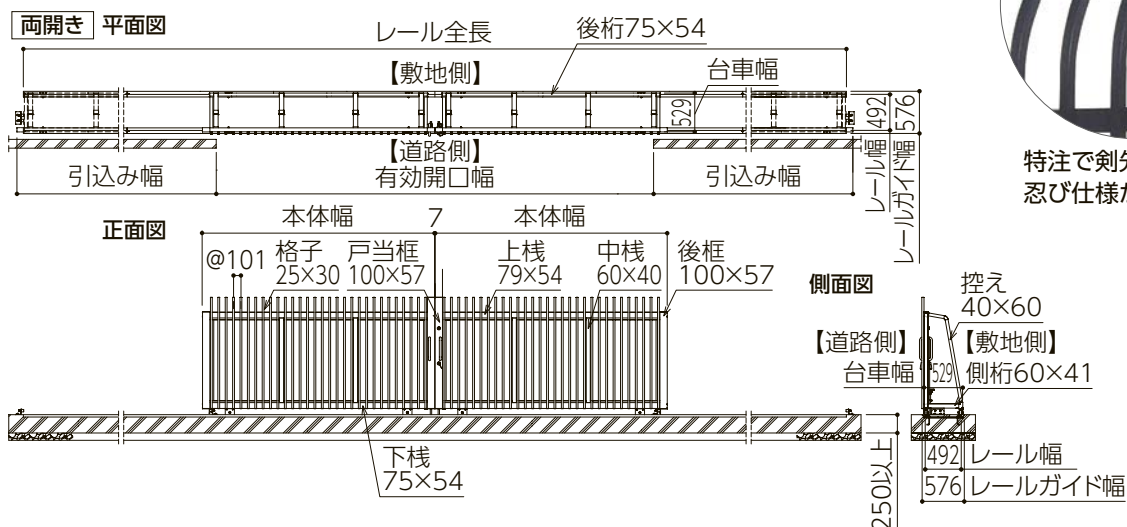 両開き 平面図
レール全長
後桁75×54
【敷地側】
台車幅
529
492
576
【道路側】
引込み幅
有効開口幅
引込み幅
レール幅
レールガイド幅
特注で剣先
忍び仕様が
正面図
本体幅
7
本体幅
@101
格子
25×30
戸当框
100×57
上桟
79×54
中桟
60×40
後框
100×57
下桟
75×54
250以上
側面図
控え
40×60
【道路側】
【敷地側】
台車幅
529
側桁60×41
492
レール幅
576
レールガイド幅